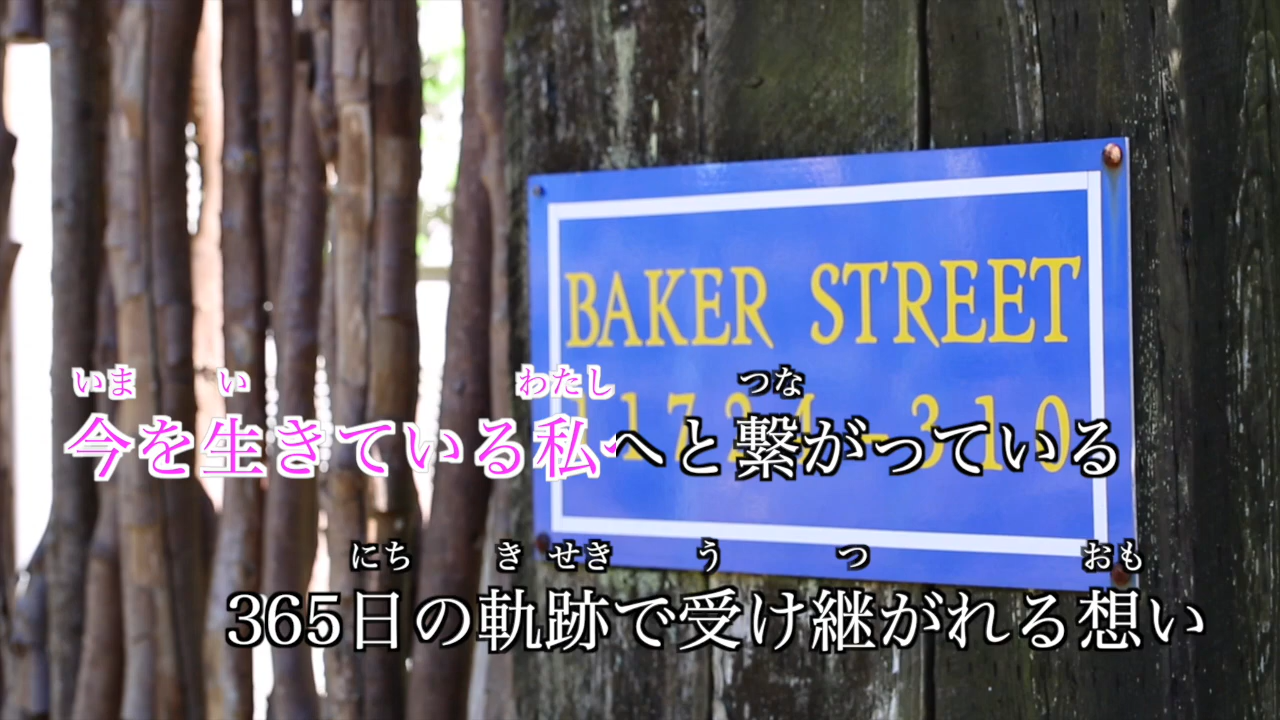 BAKER STREET
いま い わたし つな
今を生きている私へと繋がっている
にち き せき う つ おも
365日の軌跡で受け継がれる想い